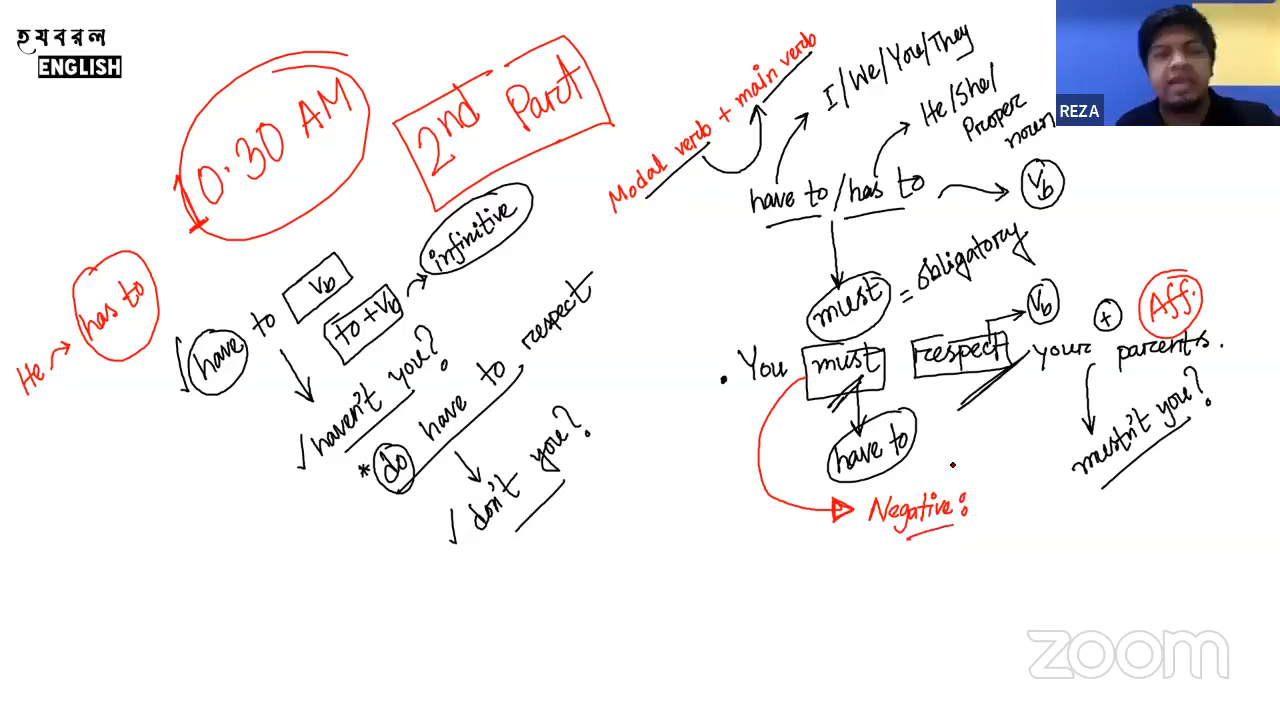 হ য ব র ল
ENGLISH
10.30 AM
2nd Part
Modal verb + main verb
I/We/You/They
He/She/
Proper
noun
REZA
have to / has to
Vb
must = obligatory
Vb
+
Aff.
. You must respect your parents.
have to
mustn't you?
Negative:
He
has to
have to Vb
to + Vb
infinitive
haven't you?
* do have to respect
don't you?
zoom